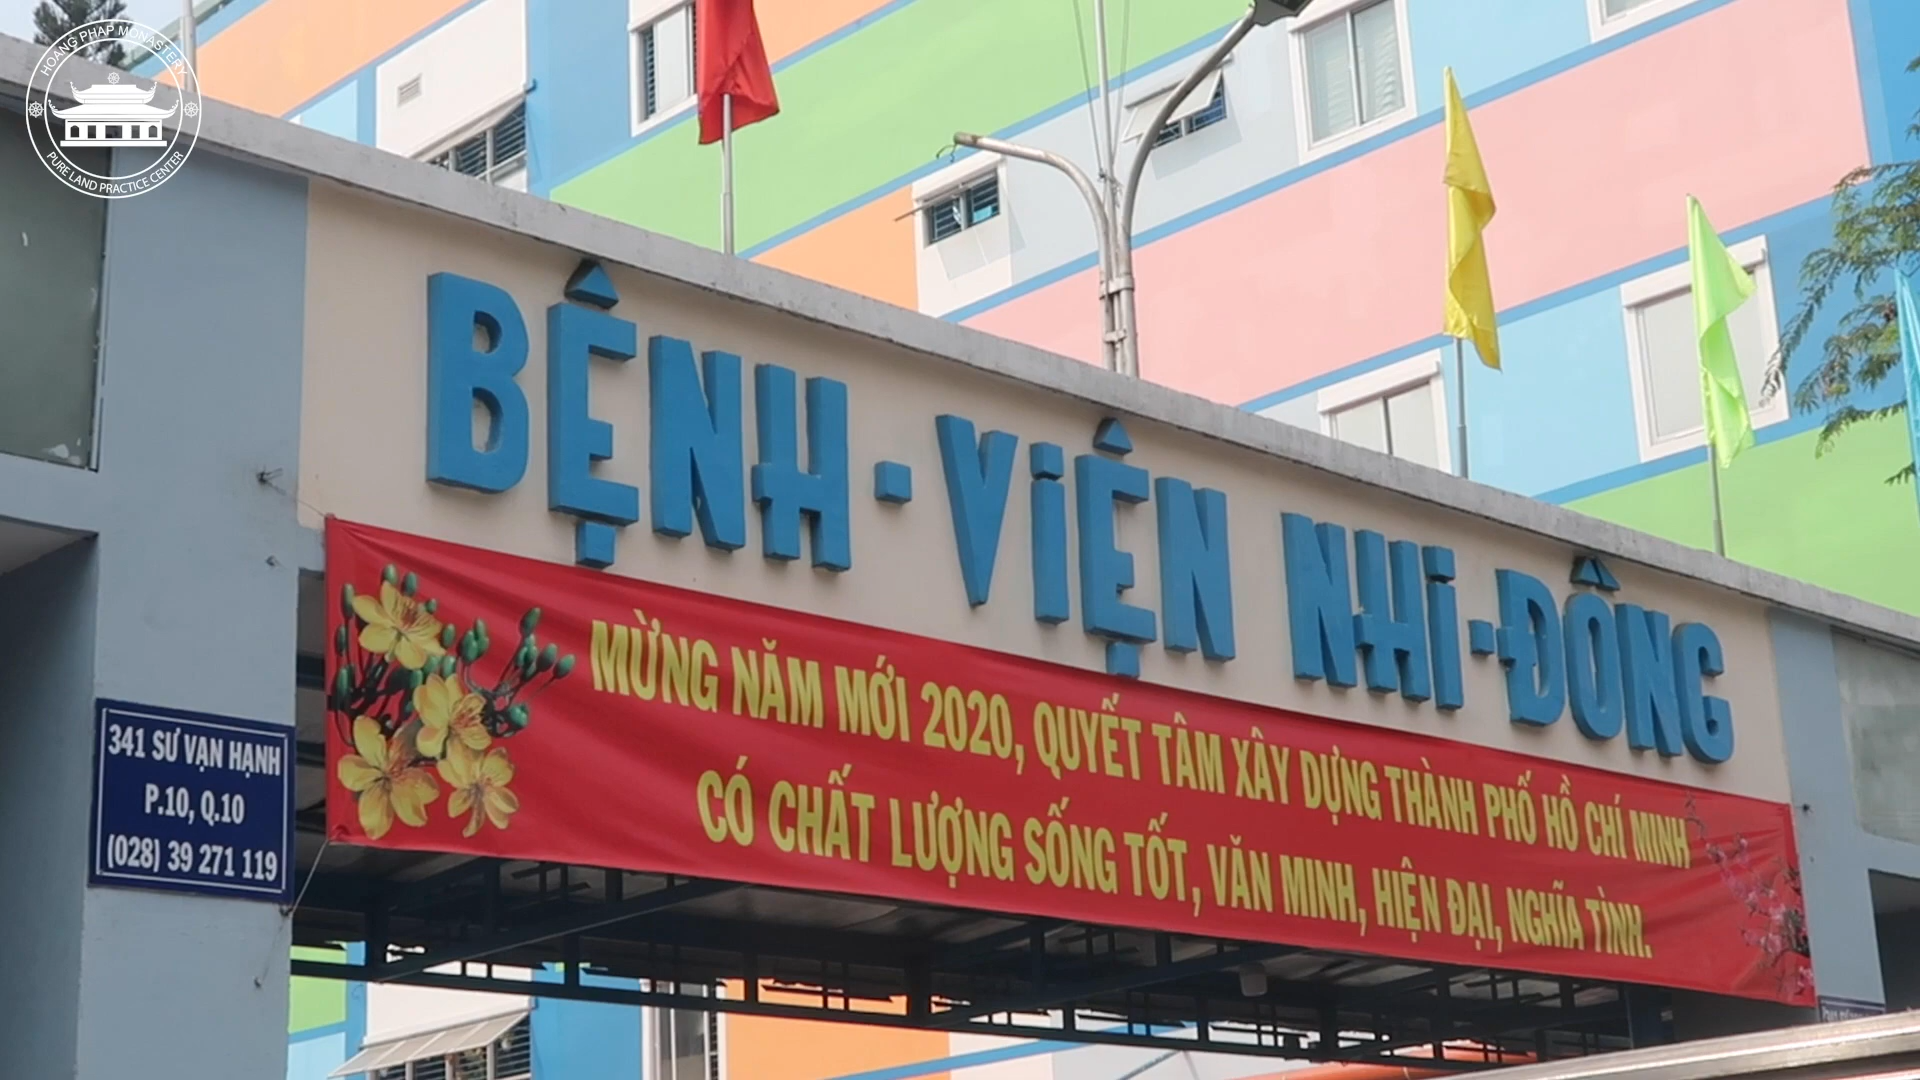 HOANG PHAP MONASTERY
PURE LAND PRACTICE CENTER
BỆNH-VIỆN NHI-ĐỒNG
MỪNG NĂM MỚI 2020, QUYẾT TÂM XÂY DỰNG THÀNH PHỐ HỒ CHÍ MINH
CÓ CHẤT LƯỢNG SỐNG TỐT, VĂN MINH, HIỆN ĐẠI, NGHĨA TÌNH.
341 SƯ VẠN HẠNH
P.10, Q.10
(028) 39 271 119